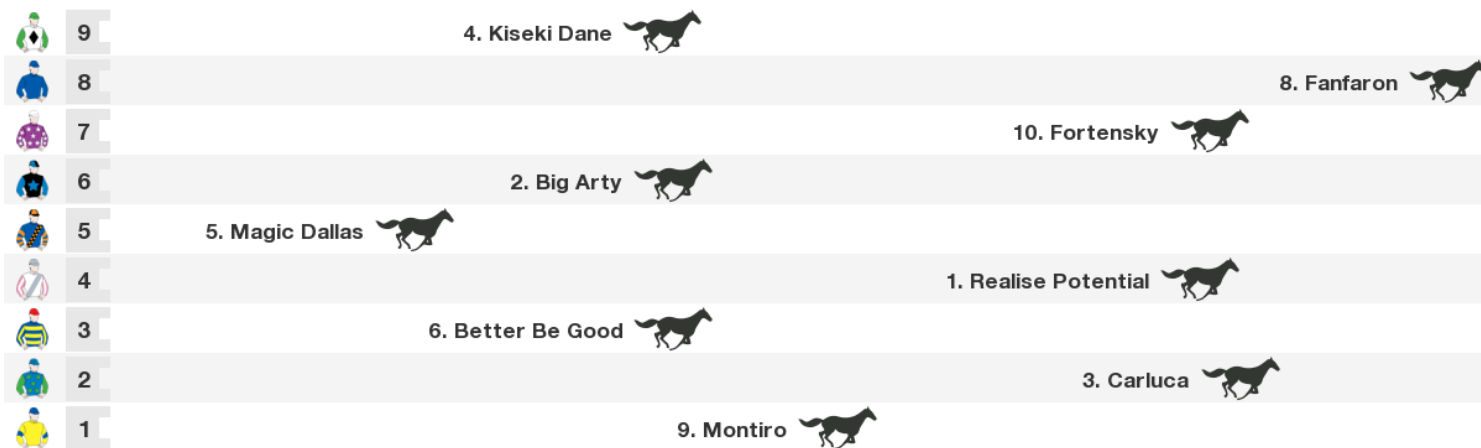 9 4. Kiseki Dane
8 8. Fanfaron
7 10. Fortensky
6 2. Big Arty
5 5. Magic Dallas
4 1. Realise Potential
3 6. Better Be Good
2 3. Carluca
1 9. Montiro